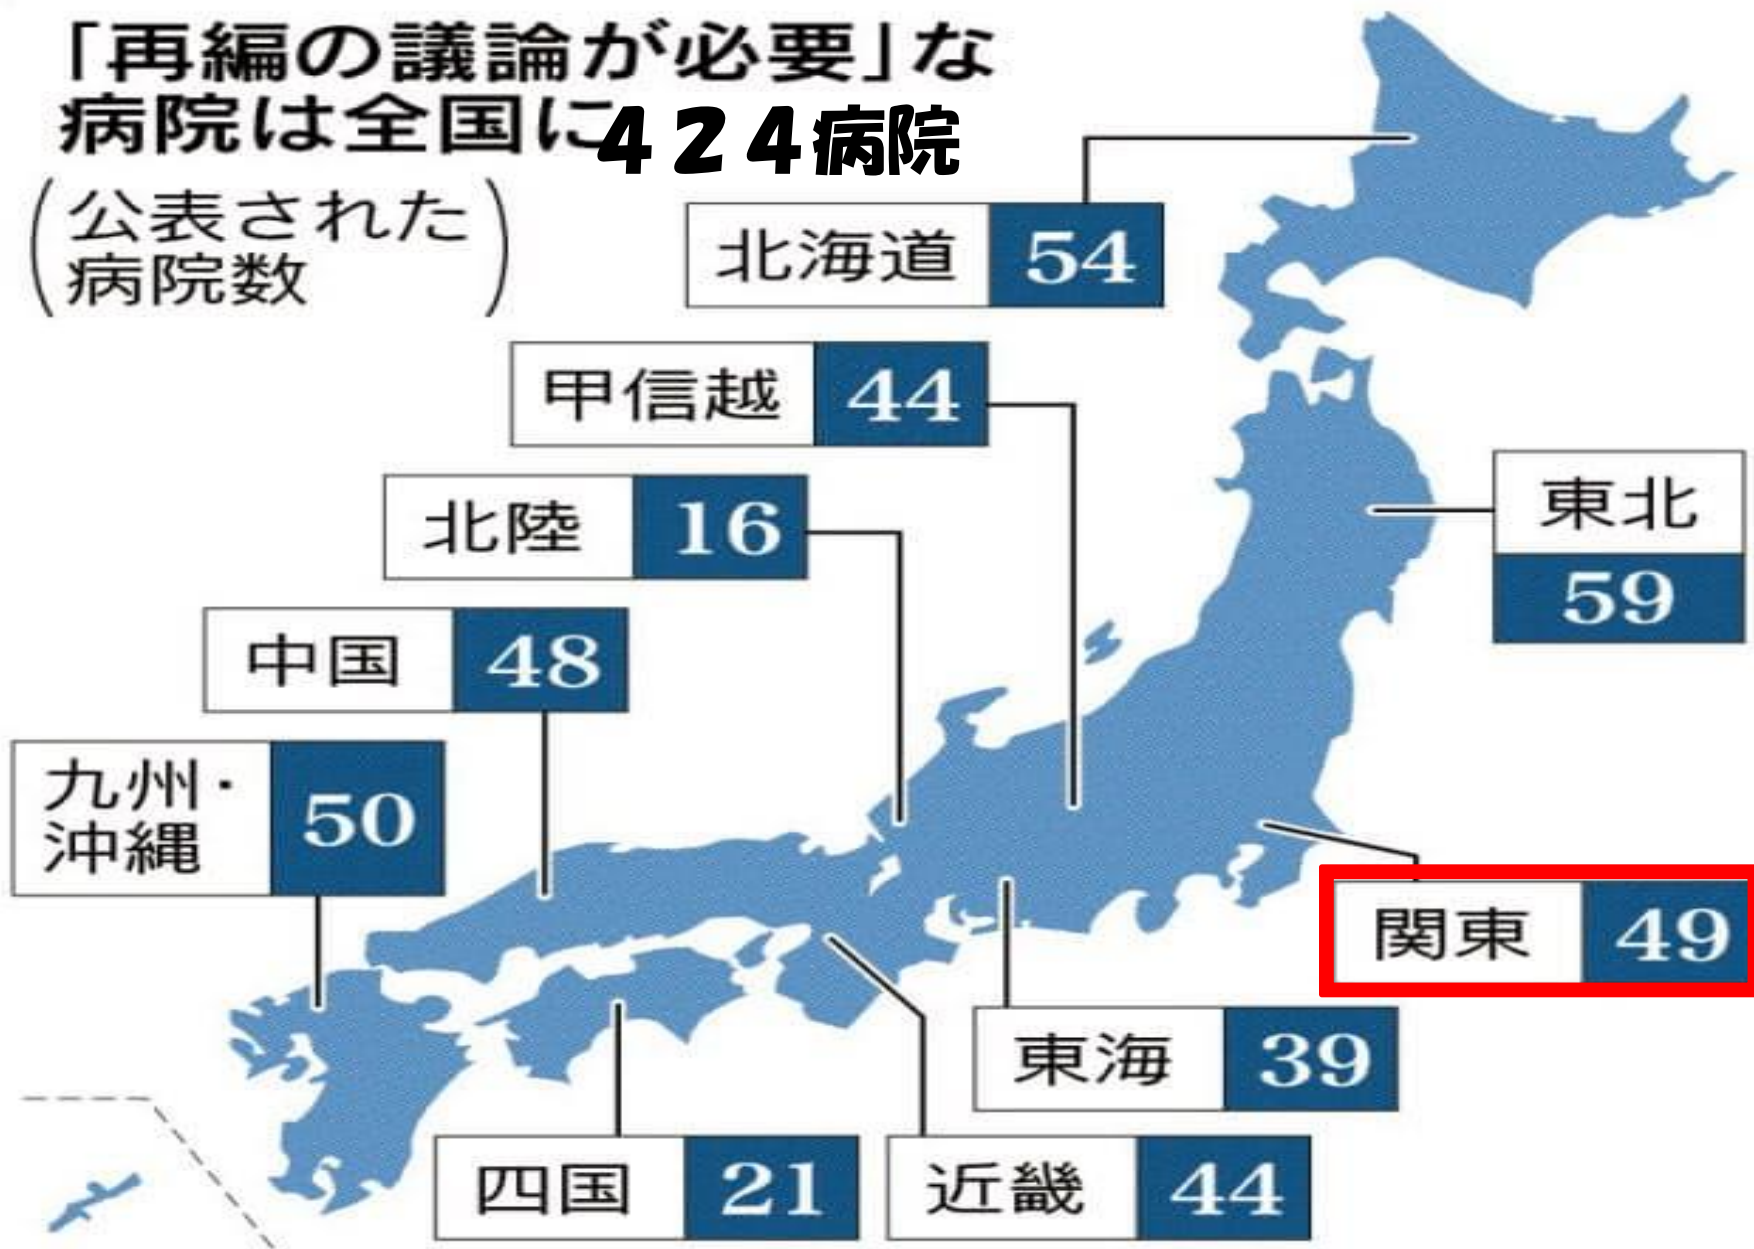 「再編の議論が必要」な
病院は全国に４２４病院
（公表された
病院数）
北海道 54
甲信越 44
北陸 16
東北
59
中国 48
九州・
沖縄 50
関東 49
東海 39
四国 21
近畿 44